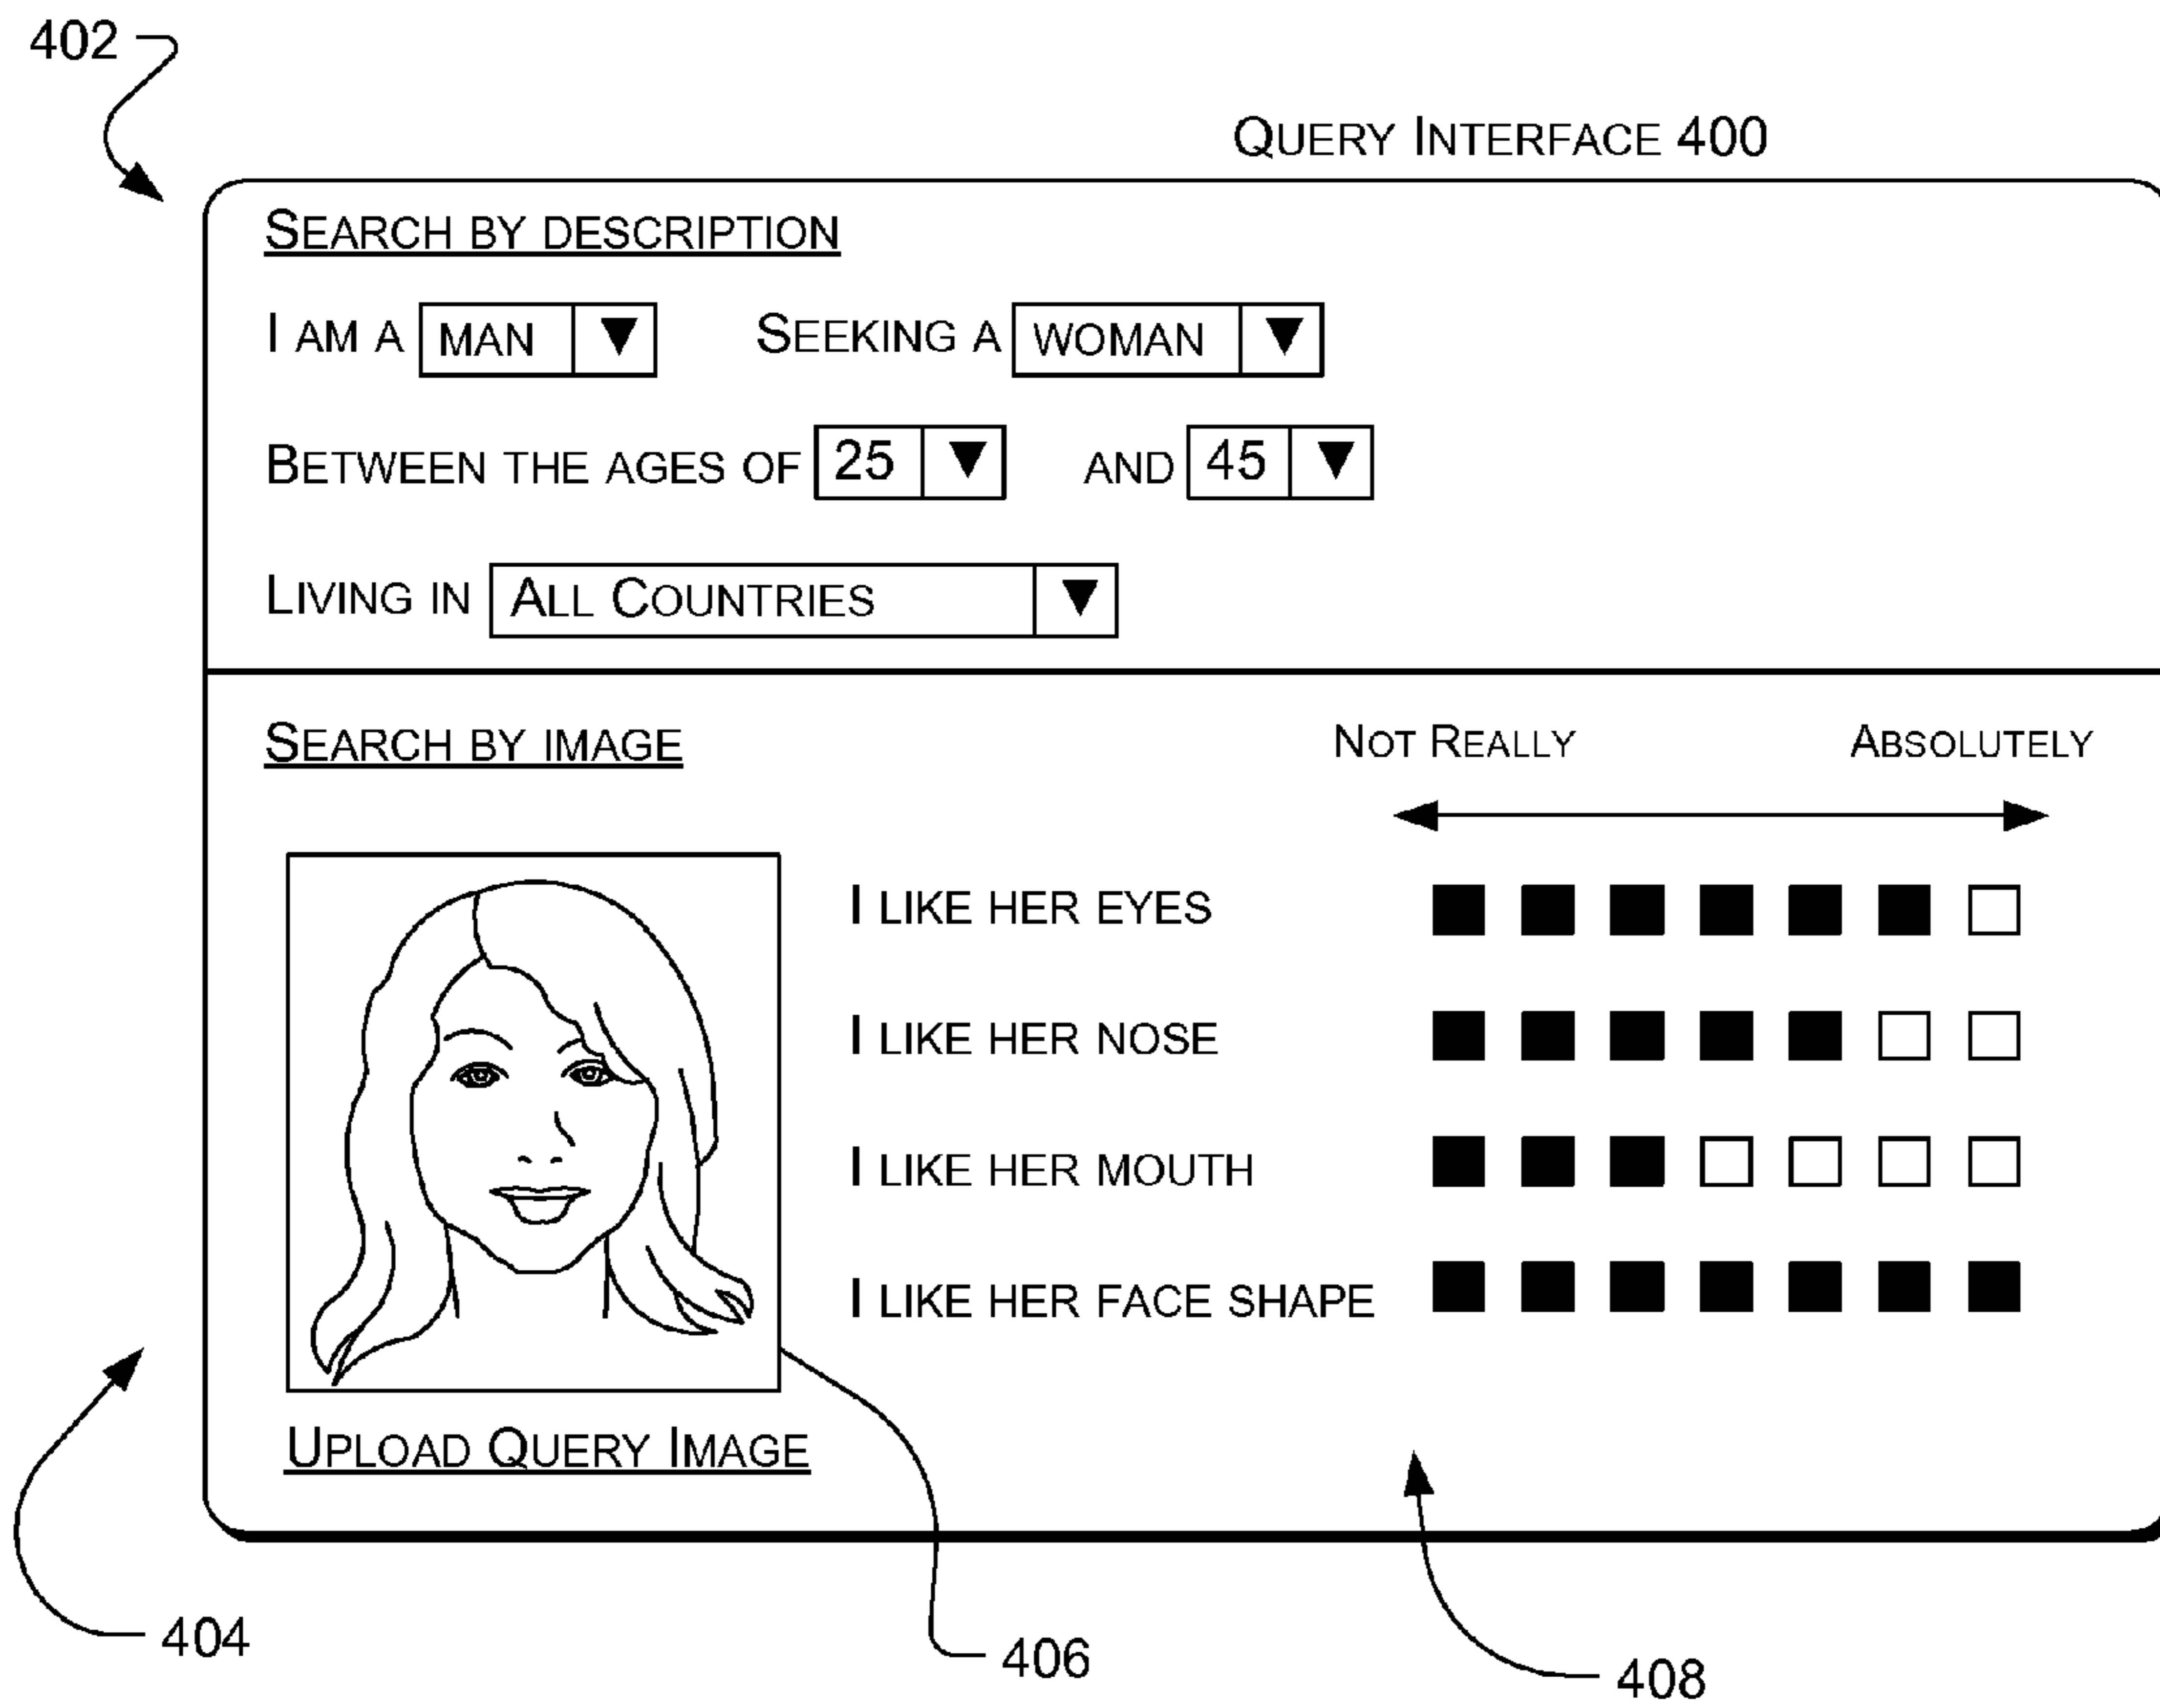 402
QUERY INTERFACE 400
SEARCH BY DESCRIPTION
I AM A MAN SEEKING A WOMAN
BETWEEN THE AGES OF 25 AND 45
LIVING IN ALL COUNTRIES
SEARCH BY IMAGE NOT REALLY ABSOLUTELY
I LIKE HER EYES
I LIKE HER NOSE
I LIKE HER MOUTH
I LIKE HER FACE SHAPE
UPLOAD QUERY IMAGE
404
406
408